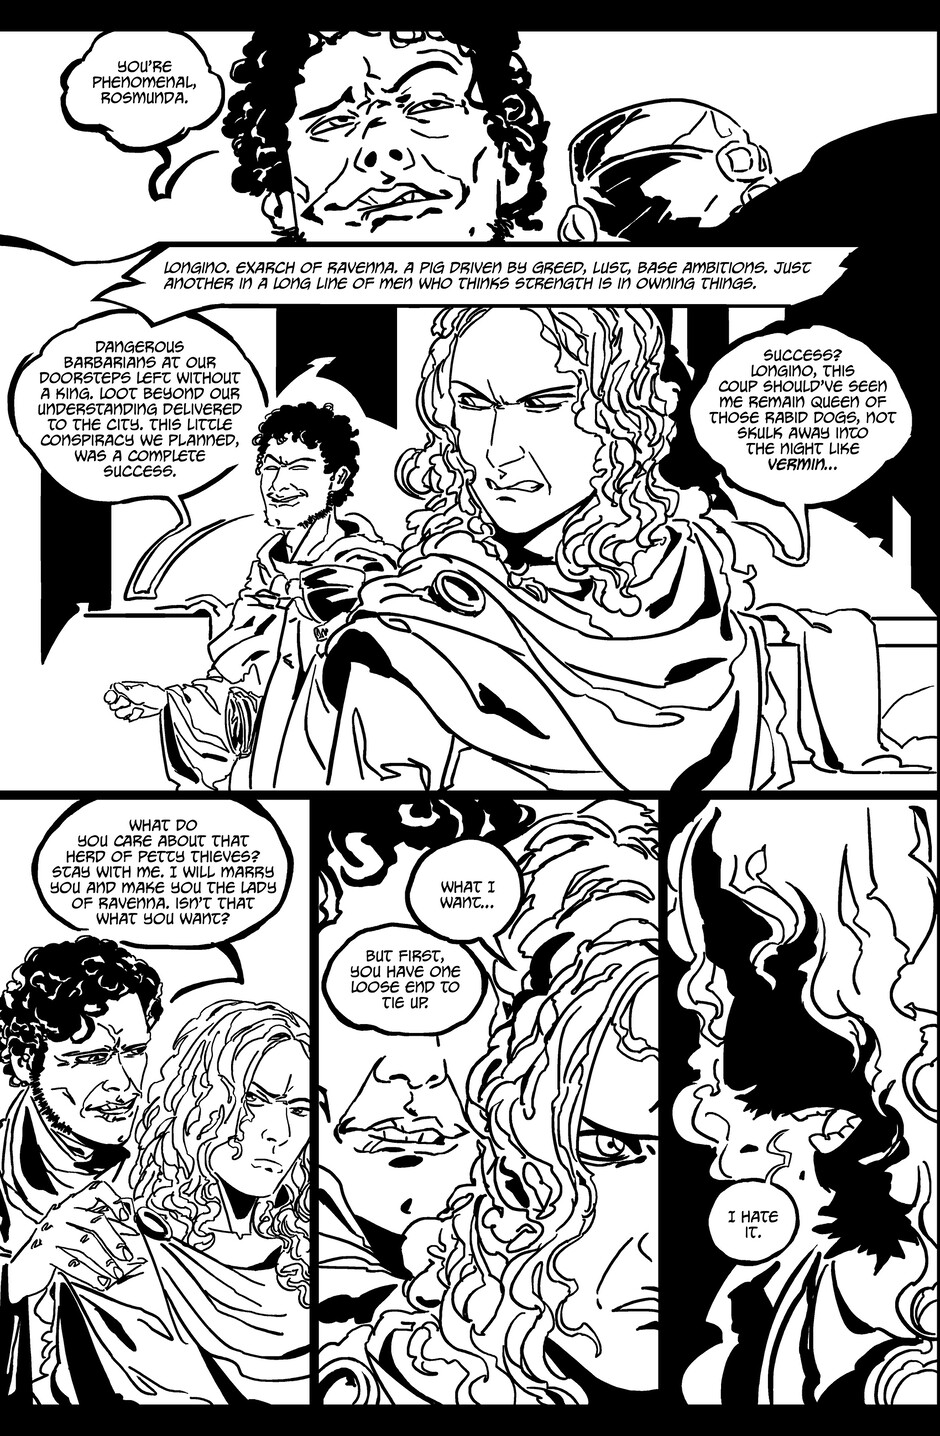 YOU'RE
PHENOMENAL,
ROSMUNDA.
LONGINO. EXARCH OF RAVENNA. A PIG DRIVEN BY GREED, LUST, BASE AMBITIONS. JUST
ANOTHER IN A LONG LINE OF MEN WHO THINKS STRENGTH IS IN OWNING THINGS.
DANGEROUS
BARBARIANS AT OUR
DOORSTEPS LEFT WITHOUT
A KING. LOOT BEYOND OUR
UNDERSTANDING DELIVERED
TO THE CITY. THIS LITTLE
CONSPIRACY WE PLANNED,
WAS A COMPLETE
SUCCESS.
SUCCESS?
LONGINO, THIS
COUP SHOULD'VE SEEN
ME REMAIN QUEEN OF
THOSE RABID DOGS, NOT
SKULK AWAY INTO
THE NIGHT LIKE
VERMIN...
WHAT DO
YOU CARE ABOUT THAT
HERD OF PETTY THIEVES?
STAY WITH ME. I WILL MARRY
YOU AND MAKE YOU THE LADY
OF RAVENNA. ISN'T THAT
WHAT YOU WANT?
WHAT I
WANT...
BUT FIRST,
YOU HAVE ONE
LOOSE END TO
TIE UP.
I HATE
IT.